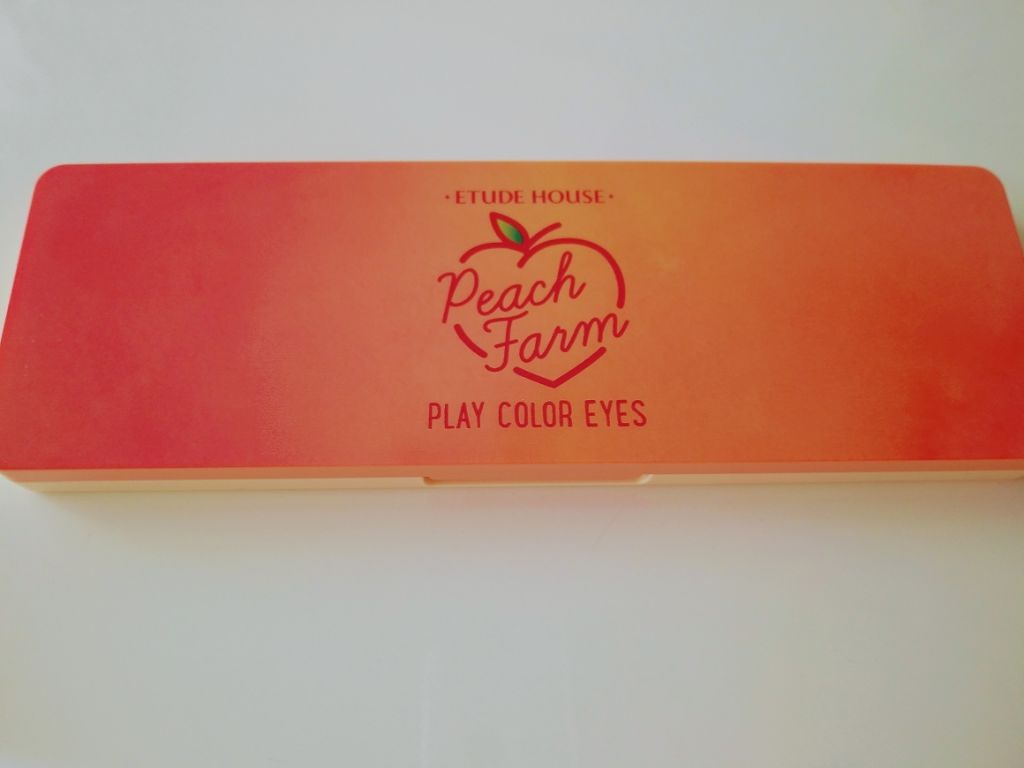 ·ETUDE HOUSE·
Peach
Farm
PLAY COLOR EYES